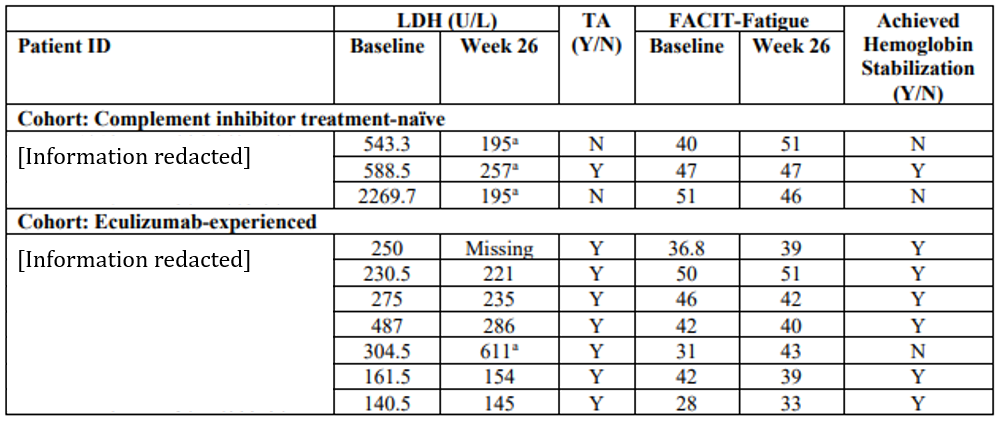 LDH (U/L) TA FACIT-Fatigue Achieved
Patient ID Baseline Week 26 (Y/N) Baseline Week 26 Hemoglobin
Stabilization
(Y/N)
Cohort: Complement inhibitor treatment-naïve
[Information redacted] 543.3 195ᵃ N 40 51 N
588.5 257ᵃ Y 47 47 Y
2269.7 195ᵃ N 51 46 N
Cohort: Eculizumab-experienced
[Information redacted] 250 Missing Y 36.8 39 Y
230.5 221 Y 50 51 Y
275 235 Y 46 42 Y
487 286 Y 42 40 Y
304.5 611ᵃ Y 31 43 N
161.5 154 Y 42 39 Y
140.5 145 Y 28 33 Y